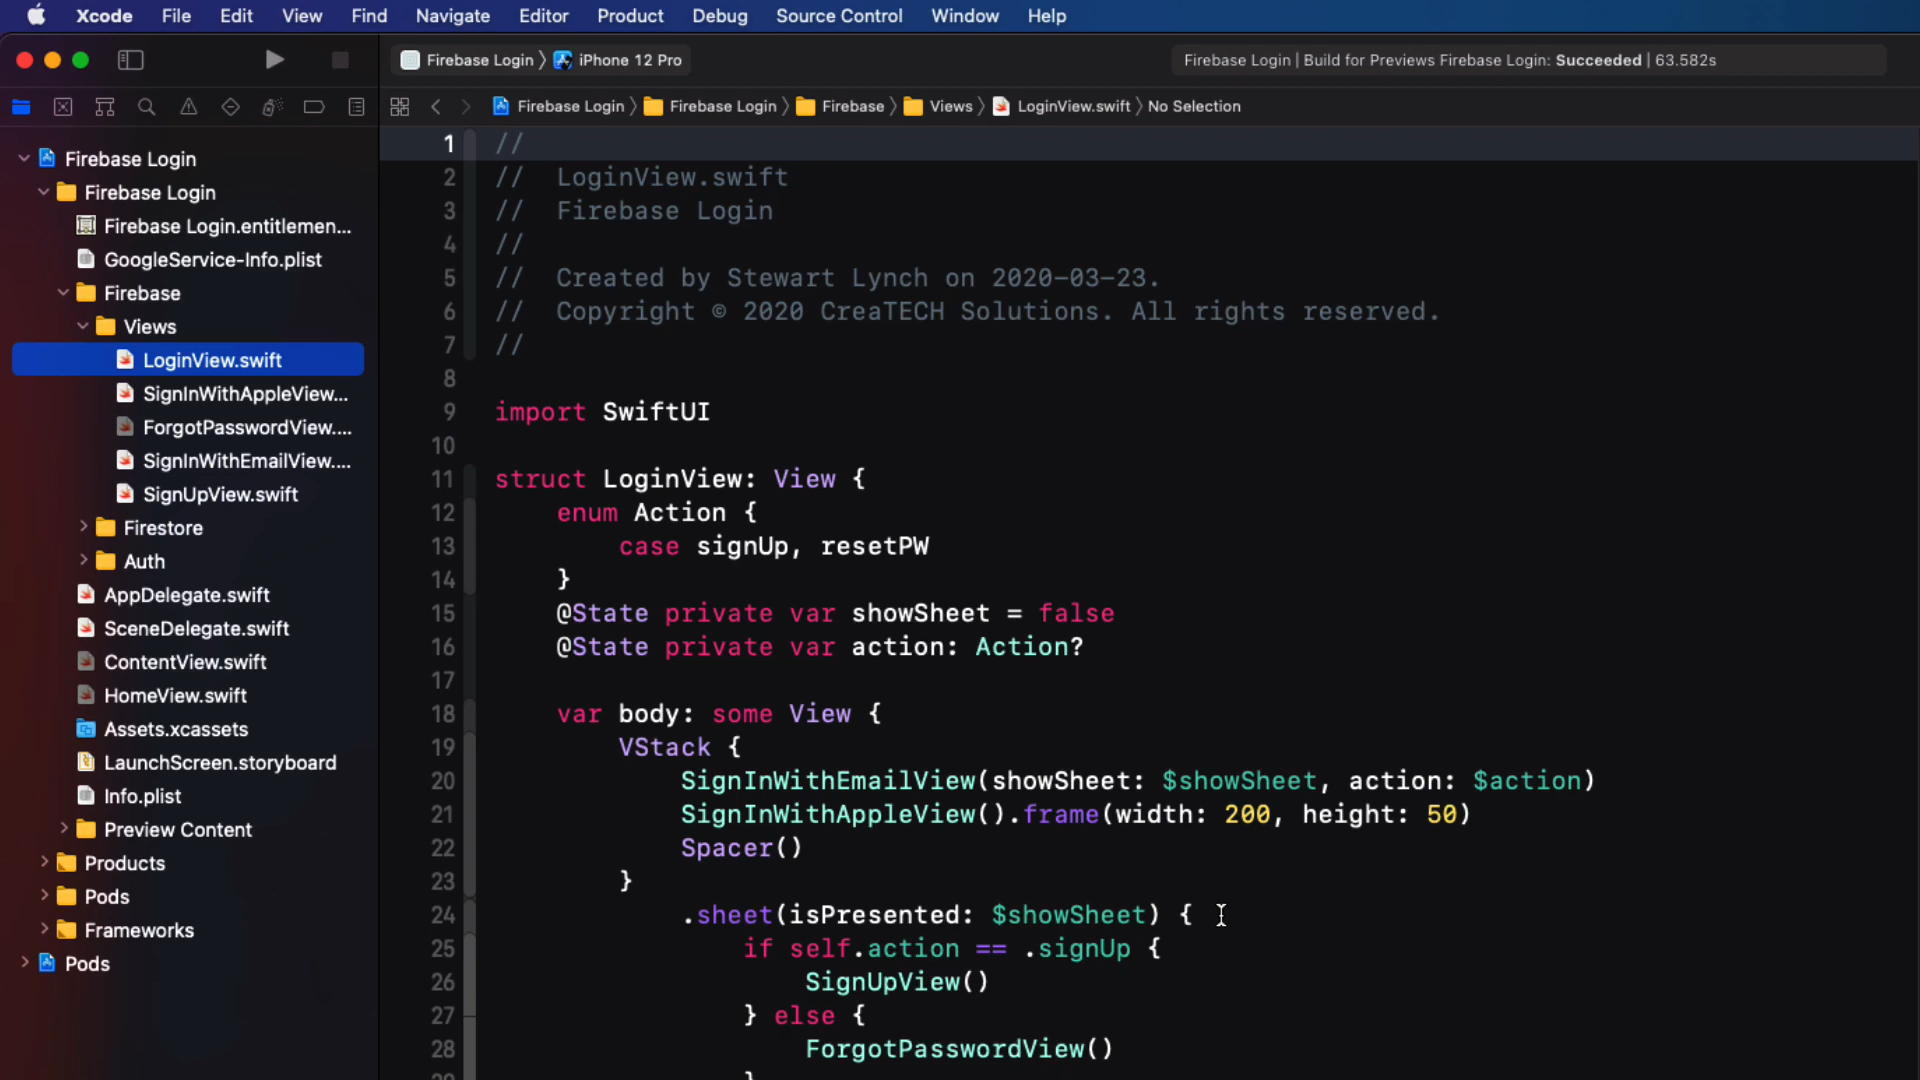 Xcode File Edit View Find Navigate Editor Product Debug Source Control Window Help
Firebase Login 〉 iPhone 12 Pro
Firebase Login | Build for Previews Firebase Login: Succeeded | 63.582s
Firebase Login 〉 Firebase Login 〉 Firebase 〉 Views 〉 LoginView.swift 〉 No Selection
Firebase Login
Firebase Login
Firebase Login.entitlemen...
GoogleService-Info.plist
Firebase
Views
LoginView.swift
SignInWithAppleView...
ForgotPasswordView....
SignInWithEmailView....
SignUpView.swift
Firestore
Auth
AppDelegate.swift
SceneDelegate.swift
ContentView.swift
HomeView.swift
Assets.xcassets
LaunchScreen.storyboard
Info.plist
Preview Content
Products
Pods
Frameworks
Pods
1 //
2 //  LoginView.swift
3 //  Firebase Login
4 //
5 //  Created by Stewart Lynch on 2020-03-23.
6 //  Copyright © 2020 CreaTECH Solutions. All rights reserved.
7 //
8
9 import SwiftUI
10
11 struct LoginView: View {
12     enum Action {
13         case signUp, resetPW
14     }
15     @State private var showSheet = false
16     @State private var action: Action?
17
18     var body: some View {
19         VStack {
20             SignInWithEmailView(showSheet: $showSheet, action: $action)
21             SignInWithAppleView().frame(width: 200, height: 50)
22             Spacer()
23         }
24             .sheet(isPresented: $showSheet) {
25                 if self.action == .signUp {
26                     SignUpView()
27                 } else {
28                     ForgotPasswordView()